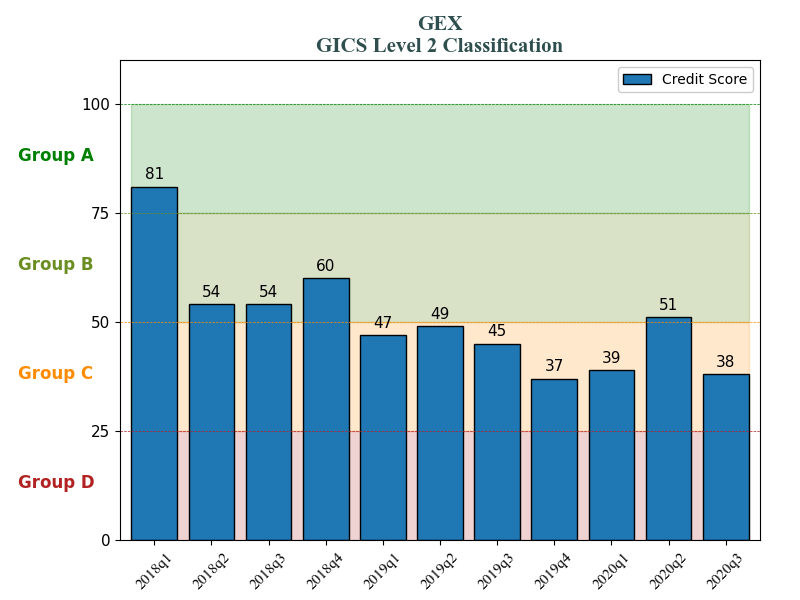 GEX
GICS Level 2 Classification
Credit Score
100
Group A
81
75
Group B
54
54
60
50
47
49
45
37
39
51
38
Group C
25
Group D
0
2018q1
2018q2
2018q3
2018q4
2019q1
2019q2
2019q3
2019q4
2020q1
2020q2
2020q3